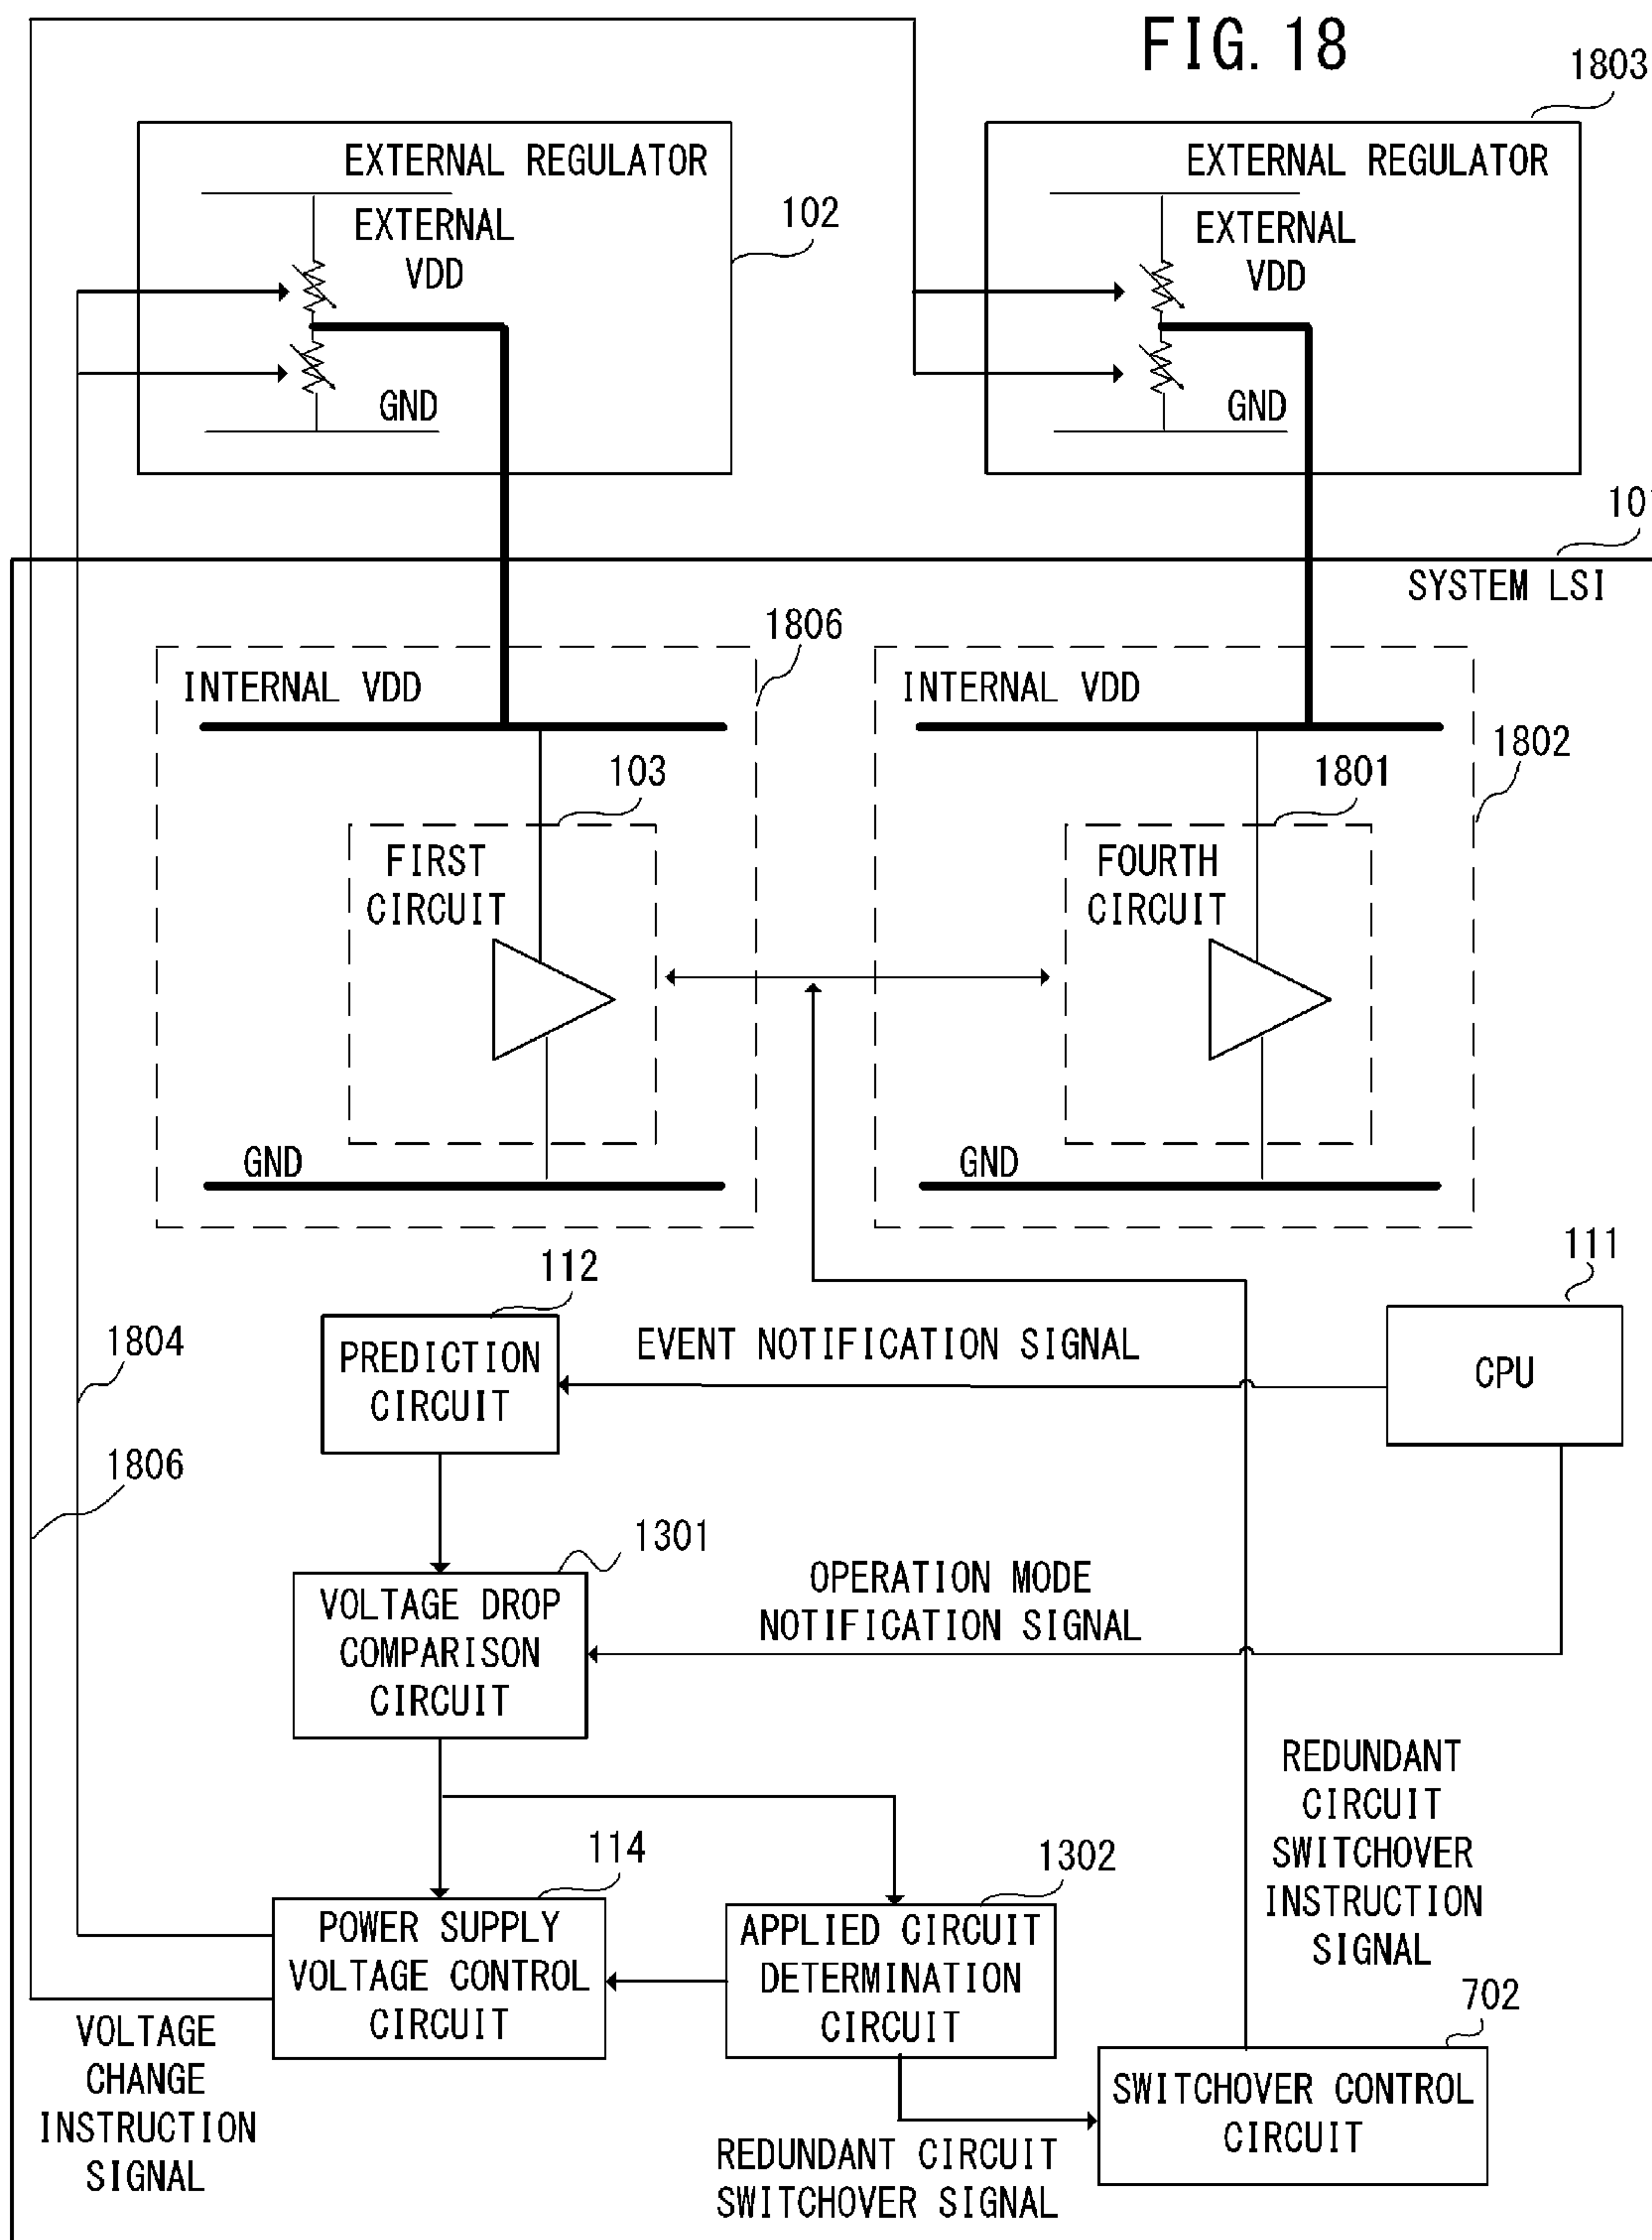 FIG. 18
1803
EXTERNAL REGULATOR
EXTERNAL
VDD
GND
102
EXTERNAL REGULATOR
EXTERNAL
VDD
GND
SYSTEM LSI
1806
INTERNAL VDD
103
FIRST
CIRCUIT
GND
INTERNAL VDD
1802
1801
FOURTH
CIRCUIT
GND
111
CPU
112
PREDICTION
CIRCUIT
EVENT NOTIFICATION SIGNAL
1804
1806
1301
VOLTAGE DROP
COMPARISON
CIRCUIT
OPERATION MODE
NOTIFICATION SIGNAL
REDUNDANT
CIRCUIT
SWITCHOVER
INSTRUCTION
SIGNAL
114
POWER SUPPLY
VOLTAGE CONTROL
CIRCUIT
1302
APPLIED CIRCUIT
DETERMINATION
CIRCUIT
702
SWITCHOVER CONTROL
CIRCUIT
VOLTAGE
CHANGE
INSTRUCTION
SIGNAL
REDUNDANT CIRCUIT
SWITCHOVER SIGNAL